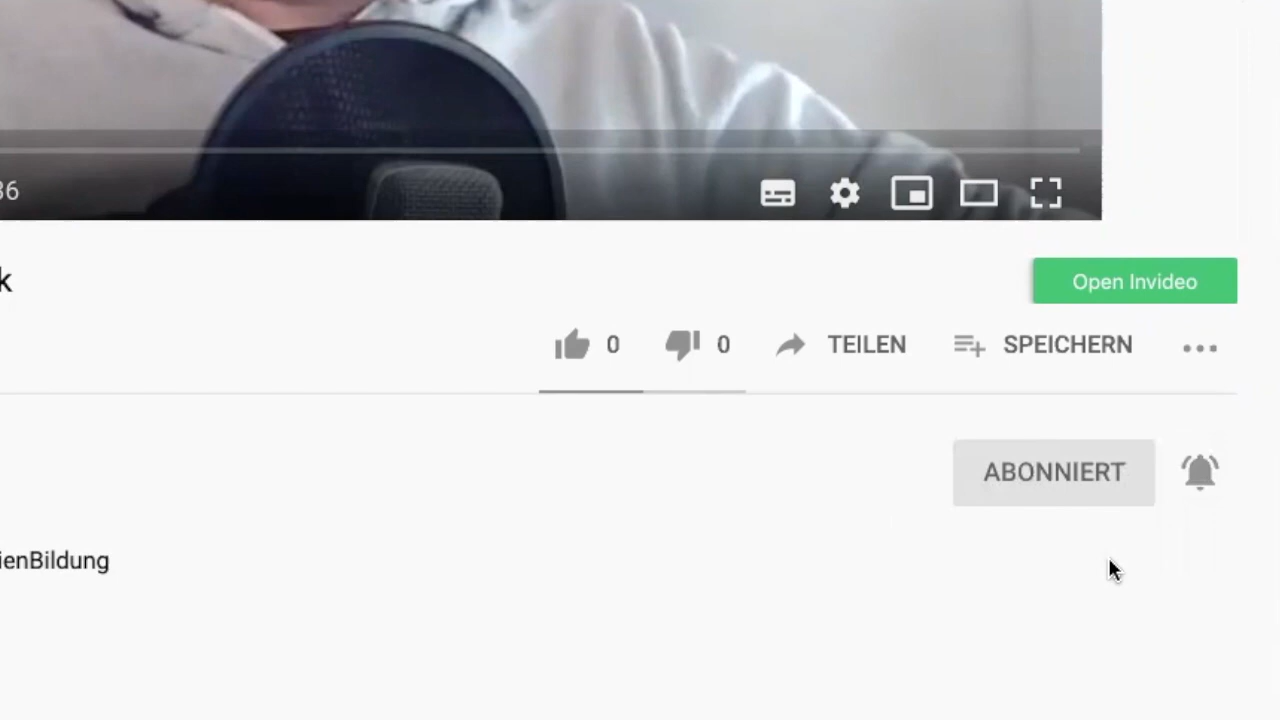 36
k
Open Invideo
0 0 TEILEN SPEICHERN
ABONNIERT
ienBildung